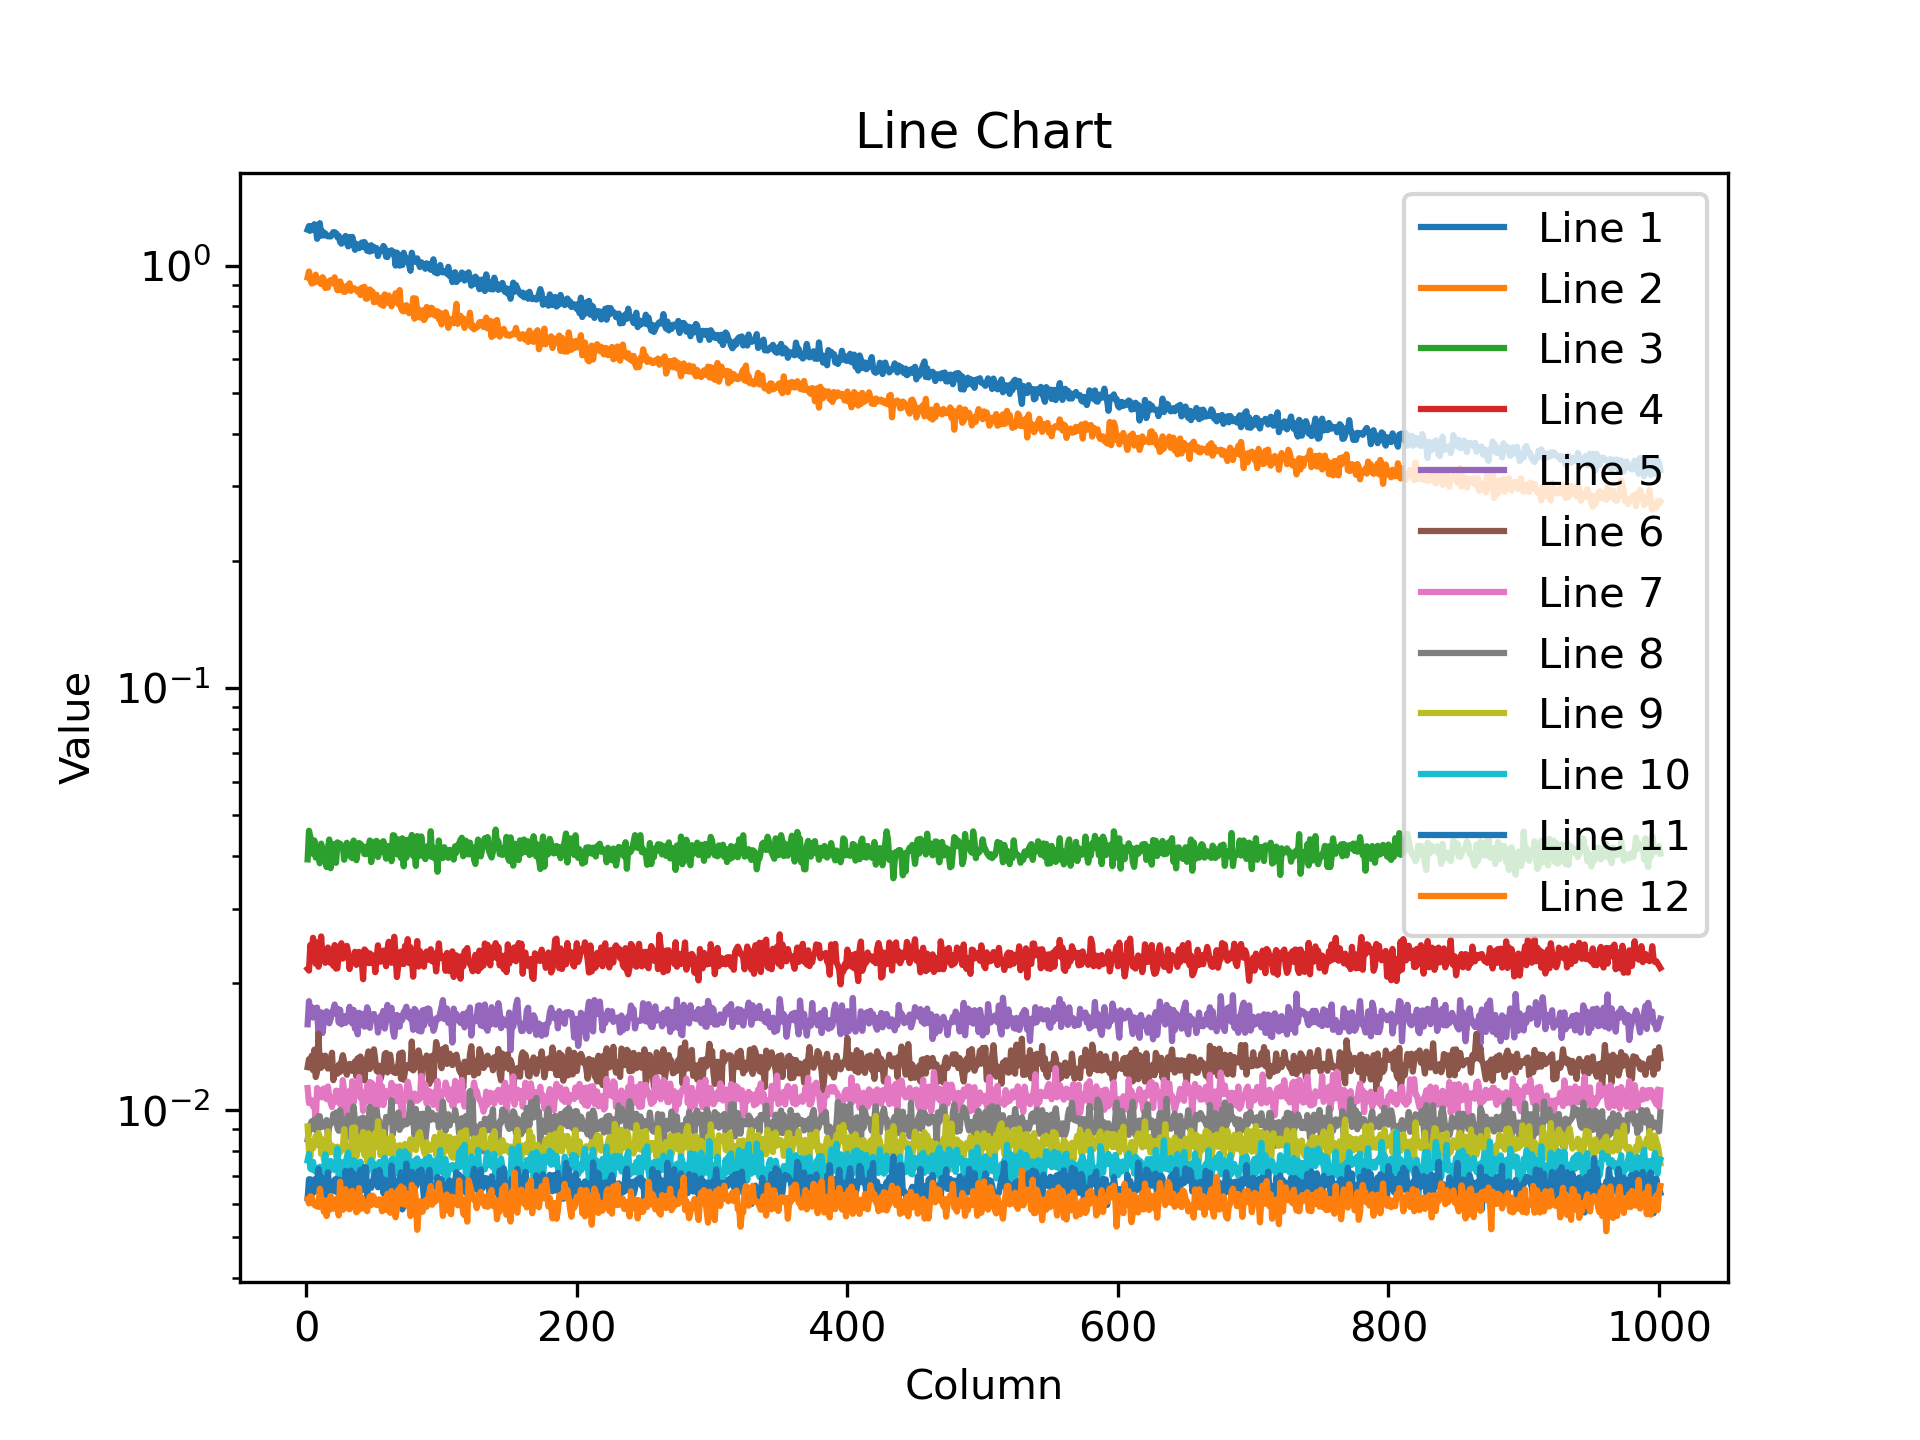 Line Chart
Value
10⁰
10⁻¹
10⁻²
0 200 400 600 800 1000
Column
Line 1
Line 2
Line 3
Line 4
Line 5
Line 6
Line 7
Line 8
Line 9
Line 10
Line 11
Line 12